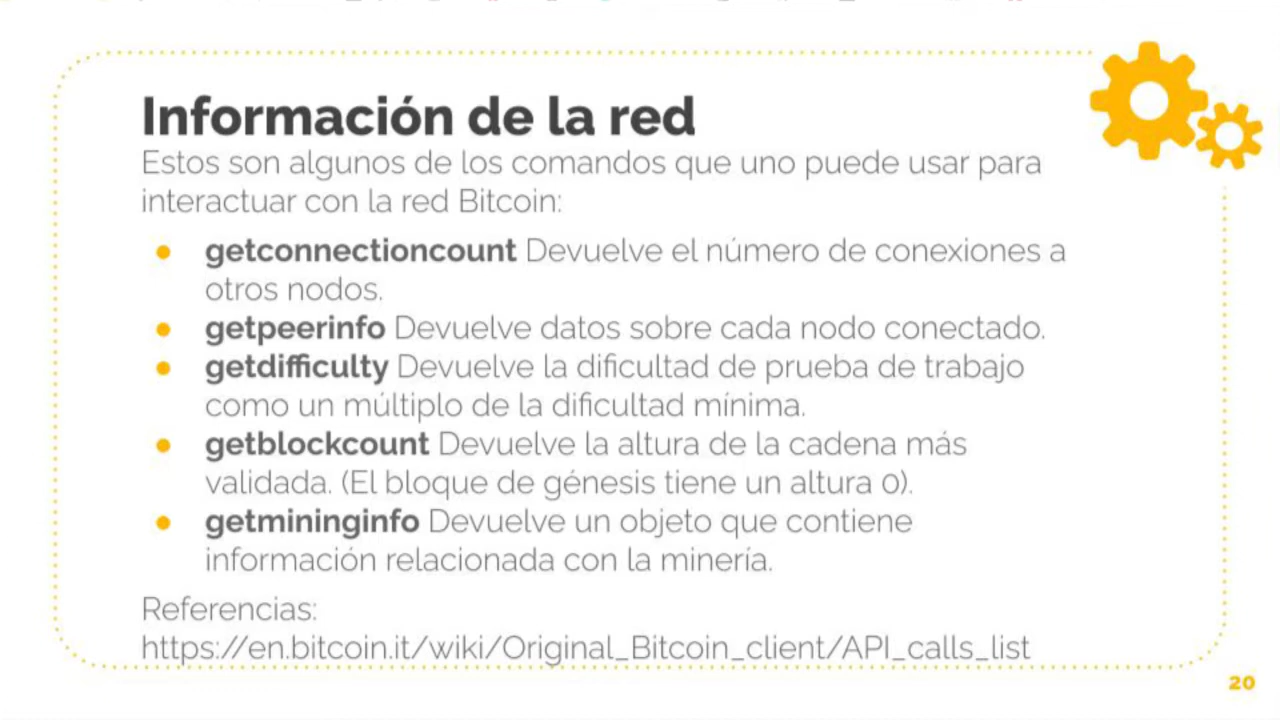 Información de la red
Estos son algunos de los comandos que uno puede usar para
interactuar con la red Bitcoin:
● getconnectioncount Devuelve el número de conexiones a
otros nodos.
● getpeerinfo Devuelve datos sobre cada nodo conectado.
● getdifficulty Devuelve la dificultad de prueba de trabajo
como un múltiplo de la dificultad mínima.
● getblockcount Devuelve la altura de la cadena más
validada. (El bloque de génesis tiene un altura 0).
● getmininginfo Devuelve un objeto que contiene
información relacionada con la minería.
Referencias:
https://en.bitcoin.it/wiki/Original_Bitcoin_client/API_calls_list
20